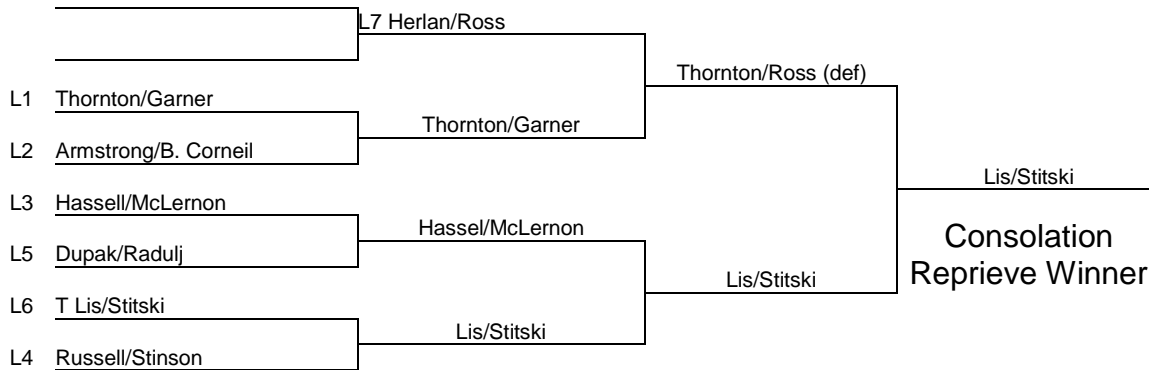 L7 Herlan/Ross
Thornton/Ross (def)
L1 Thornton/Garner
Thornton/Garner
L2 Armstrong/B. Corneil
Lis/Stitski
L3 Hassell/McLernon
Hassel/McLernon
Consolation
Reprieve Winner
L5 Dupak/Radulj
Lis/Stitski
L6 T Lis/Stitski
Lis/Stitski
L4 Russell/Stinson